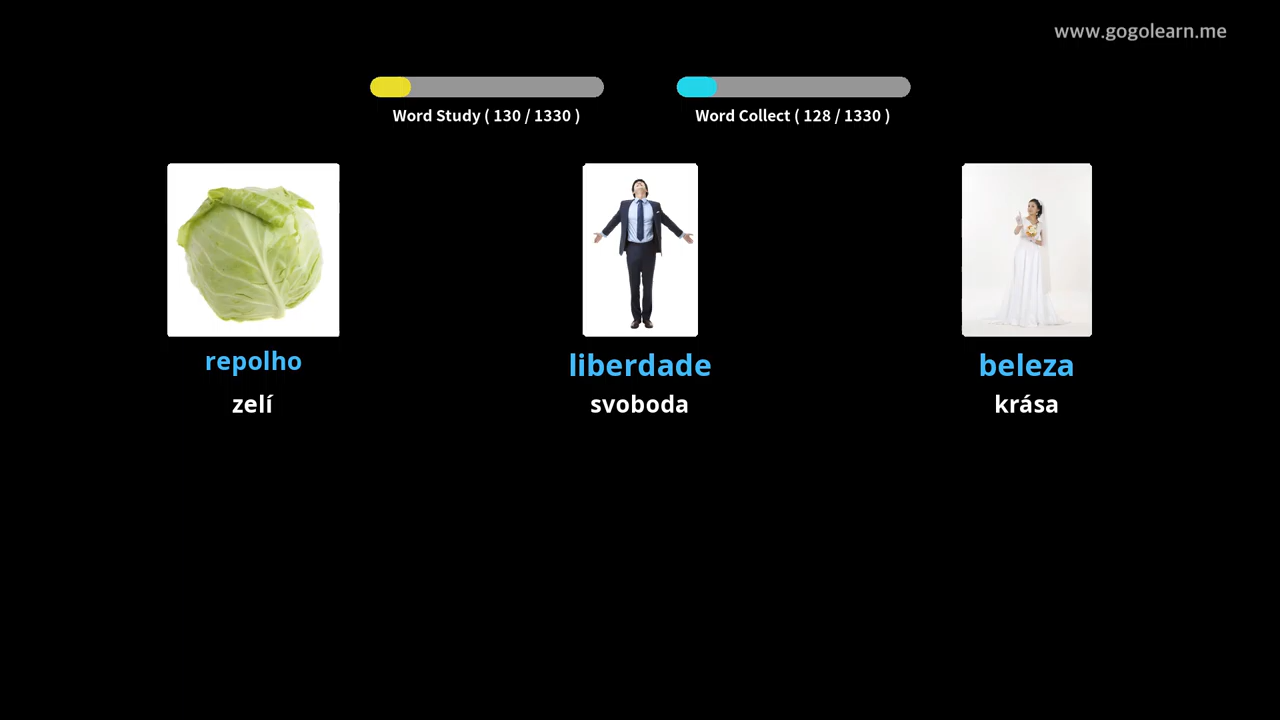 www.gogolearn.me
Word Study ( 130 / 1330 )
Word Collect ( 128 / 1330 )
repolho
zelí
liberdade
svoboda
beleza
krása